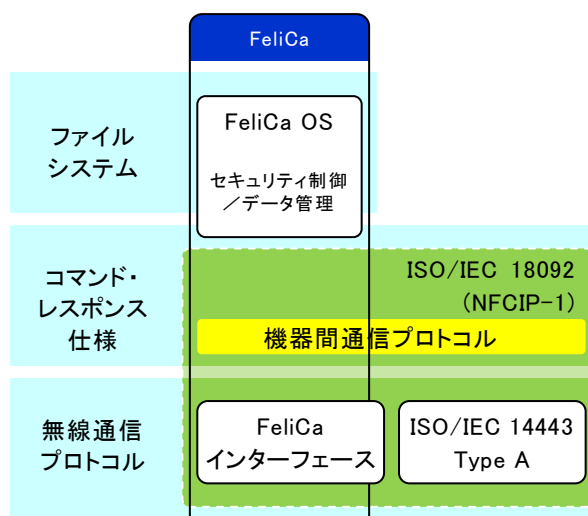 FeliCa
ファイル
システム
FeliCa OS
セキュリティ制御
／データ管理
コマンド・
レスポンス
仕様
ISO/IEC 18092
(NFCIP-1)
機器間通信プロトコル
無線通信
プロトコル
FeliCa
インターフェース
ISO/IEC 14443
Type A